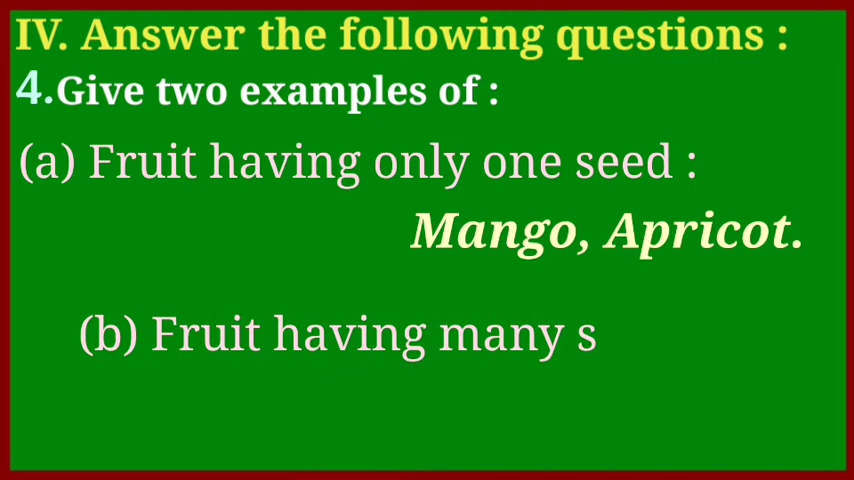 IV. Answer the following questions :
4.Give two examples of :
(a) Fruit having only one seed :
Mango, Apricot.
(b) Fruit having many s